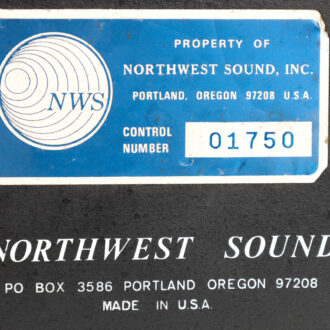 NWS
PROPERTY OF
NORTHWEST SOUND, INC.
PORTLAND, OREGON 97208 U.S.A.
CONTROL
NUMBER
01750
NORTHWEST SOUND
PO BOX 3586 PORTLAND OREGON 97208
MADE IN U.S.A.